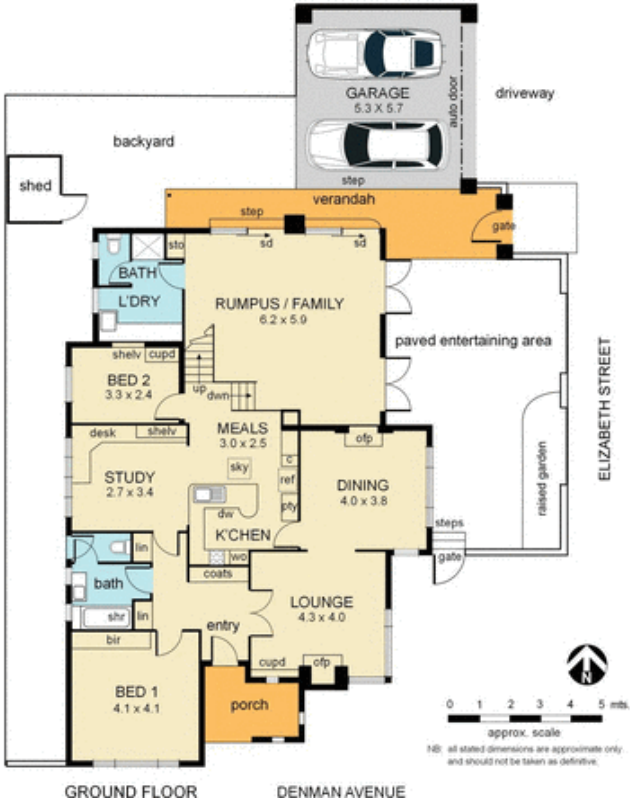 GARAGE
5.3 X 5.7
auto door
driveway
backyard
step
shed
verandah
step
gate
sd
sd
sto
BATH
L'DRY
RUMPUS / FAMILY
6.2 x 5.9
paved entertaining area
ELIZABETH STREET
shelv
cupd
BED 2
3.3 x 2.4
up
dwn
desk
shelv
MEALS
3.0 x 2.5
ofp
raised garden
STUDY
2.7 x 3.4
sky
c
ref
pty
DINING
4.0 x 3.8
dw
K'CHEN
wo
steps
gate
lin
bath
coats
shr
lin
LOUNGE
4.3 x 4.0
entry
bir
cupd
ofp
BED 1
4.1 x 4.1
porch
N
0 1 2 3 4 5 mts.
approx. scale
NB: all stated dimensions are approximate only
and should not be taken as definitive.
GROUND FLOOR
DENMAN AVENUE